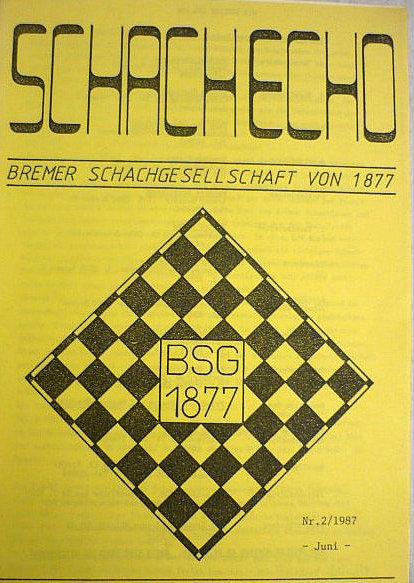 SCHACHECHO
BREMER SCHACHGESELLSCHAFT VON 1877
BSG
1877
Nr.2/1987
- Juni -